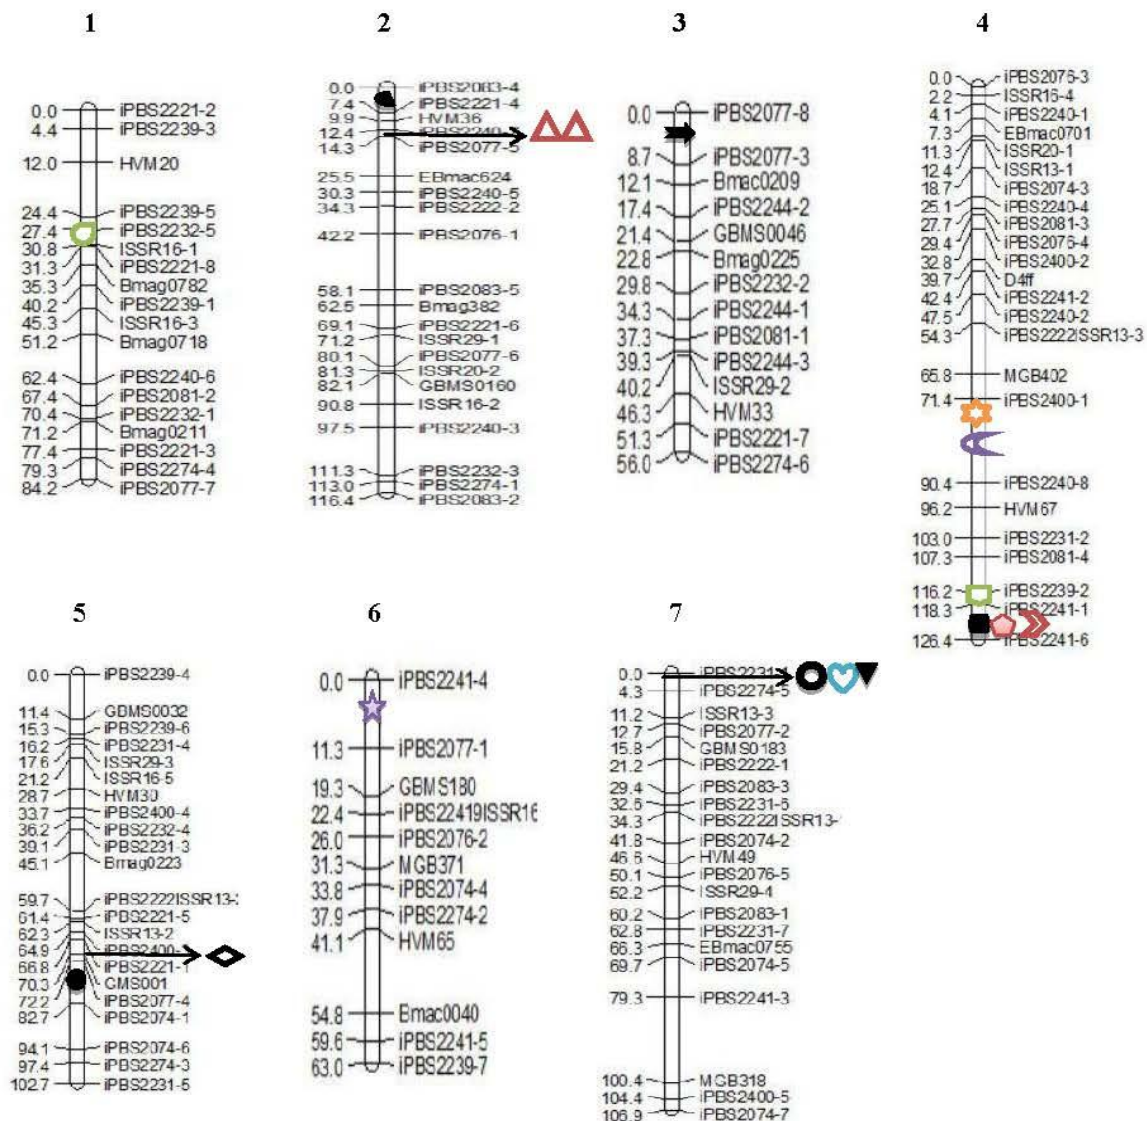 1
0.0 iPBS2221-2
4.4 iPBS2239-3
12.0 HVM20
24.4 iPBS2239-5
27.4 iPBS2232-5
30.8 ISSR16-1
31.3 iPBS2221-8
35.3 Bmag0782
40.2 iPBS2239-1
45.3 ISSR16-3
51.2 Bmag0718
62.4 iPBS2240-6
67.4 iPBS2081-2
70.4 iPBS2232-1
71.2 Bmag0211
77.4 iPBS2221-3
79.3 iPBS2274-4
84.2 iPBS2077-7
2
0.0 iPBS2083-4
7.4 iPBS2221-4
9.9 HVM36
12.4 iPBS2240
14.3 iPBS2077-5
25.5 EBmac624
30.3 iPBS2240-5
34.3 iPBS2222-2
42.2 iPBS2076-1
58.1 iPBS2083-5
62.5 Bmag382
69.1 iPBS2221-6
71.2 ISSR29-1
80.1 iPBS2077-6
81.3 ISSR20-2
82.1 GBMS0160
90.8 ISSR16-2
97.5 iPBS2240-3
111.3 iPBS2232-3
113.0 iPBS2274-1
116.4 iPBS2083-2
3
0.0 iPBS2077-8
8.7 iPBS2077-3
12.1 Bmac0209
17.4 iPBS2244-2
21.4 GBMS0046
22.8 Bmag0225
29.8 iPBS2232-2
34.3 iPBS2244-1
37.3 iPBS2081-1
39.3 iPBS2244-3
40.2 ISSR29-2
46.3 HVM33
51.3 iPBS2221-7
56.0 iPBS2274-6
4
0.0 iPBS2076-3
2.2 ISSR16-4
4.1 iPBS2240-1
7.3 EBmac0701
11.3 ISSR20-1
12.4 ISSR13-1
18.7 iPBS2074-3
25.1 iPBS2240-4
27.7 iPBS2081-3
29.4 iPBS2076-4
32.8 iPBS2400-2
39.7 D4ff
42.4 iPBS2241-2
47.5 iPBS2240-2
54.3 iPBS2222ISSR13-3
65.8 MGB402
71.4 iPBS2400-1
90.4 iPBS2240-8
96.2 HVM67
103.0 iPBS2231-2
107.3 iPBS2081-4
116.2 iPBS2239-2
118.3 iPBS2241-1
126.4 iPBS2241-6
5
0.0 iPBS2239-4
11.4 GBMS0032
15.3 iPBS2239-6
16.2 iPBS2231-4
17.6 ISSR29-3
21.2 ISSR16-5
28.7 HVM30
33.7 iPBS2400-4
36.2 iPBS2232-4
39.1 iPBS2231-3
45.1 Bmag0223
59.7 iPBS2222ISSR13-
61.4 iPBS2221-5
62.3 ISSR13-2
64.9 iPBS2400-
66.8 iPBS2221-1
70.3 GMS001
72.2 iPBS2077-4
82.7 iPBS2074-1
94.1 iPBS2074-6
97.4 iPBS2274-3
102.7 iPBS2231-5
6
0.0 iPBS2241-4
11.3 iPBS2077-1
19.3 GBMS180
22.4 iPBS22419ISSR16
26.0 iPBS2076-2
31.3 MGB371
33.8 iPBS2074-4
37.9 iPBS2274-2
41.1 HVM65
54.8 Bmac0040
59.6 iPBS2241-5
63.0 iPBS2239-7
7
0.0
4.3 iPBS2274-5
11.2 ISSR13-3
12.7 iPBS2077-2
15.8 GBMS0183
21.2 iPBS2222-1
29.4 iPBS2083-3
32.6 iPBS2231-6
34.3 iPBS2222ISSR13-
41.8 iPBS2074-2
46.6 HVM49
50.1 iPBS2076-5
52.2 ISSR29-4
60.2 iPBS2083-1
62.8 iPBS2231-7
66.3 EBmac0755
69.7 iPBS2074-5
79.3 iPBS2241-3
100.4 MGB318
104.4 iPBS2400-5
106.9 iPBS2074-7